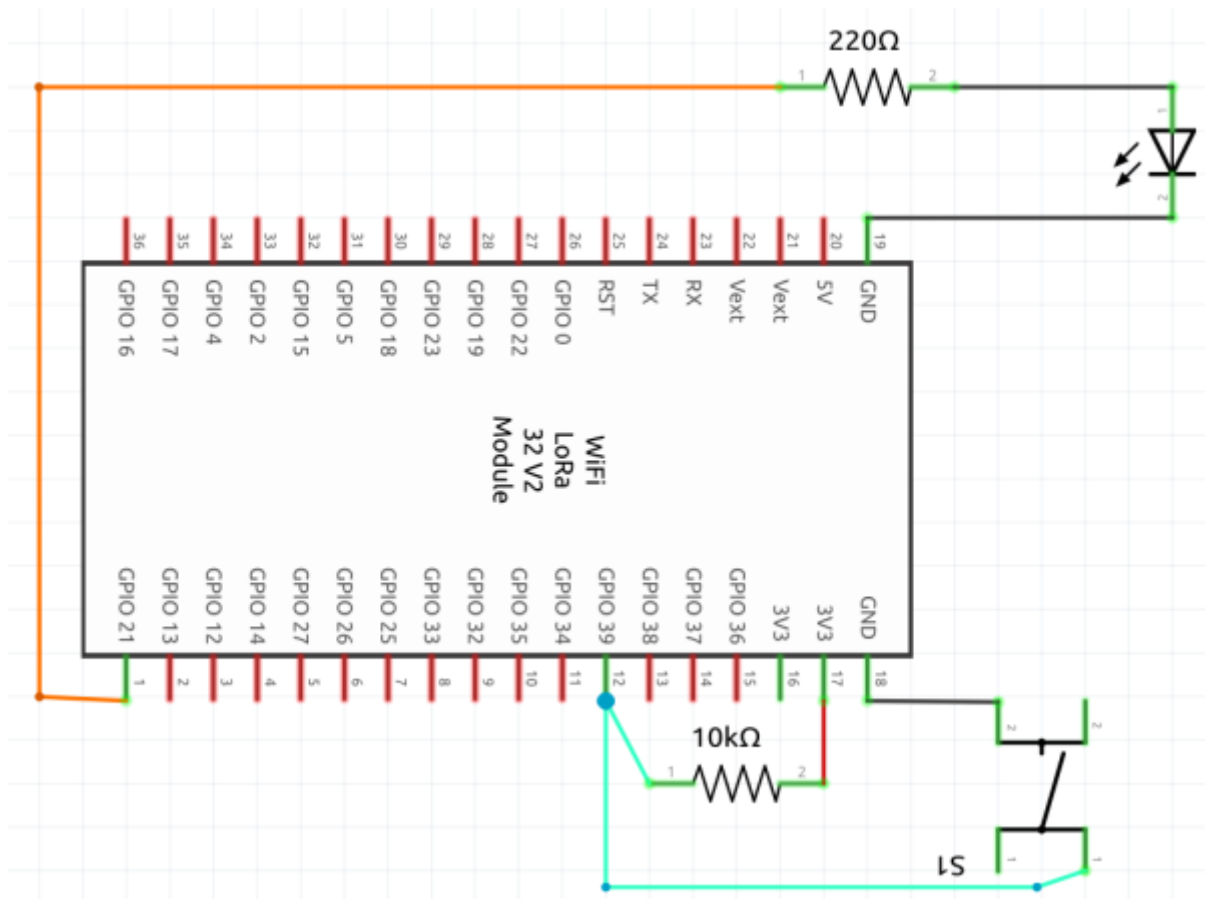 220Ω
1
2
1
2
36
35
34
33
32
31
30
29
28
27
26
25
24
23
22
21
20
19
GPIO 16
GPIO 17
GPIO 4
GPIO 2
GPIO 15
GPIO 5
GPIO 18
GPIO 23
GPIO 19
GPIO 22
GPIO 0
RST
TX
RX
Vext
Vext
5V
GND
WiFi
LoRa
32 V2
Module
GPIO 21
GPIO 13
GPIO 12
GPIO 14
GPIO 27
GPIO 26
GPIO 25
GPIO 33
GPIO 32
GPIO 35
GPIO 34
GPIO 39
GPIO 38
GPIO 37
GPIO 36
3V3
3V3
GND
1
2
3
4
5
6
7
8
9
10
11
12
13
14
15
16
17
18
10kΩ
1
2
2
2
S1
1
1